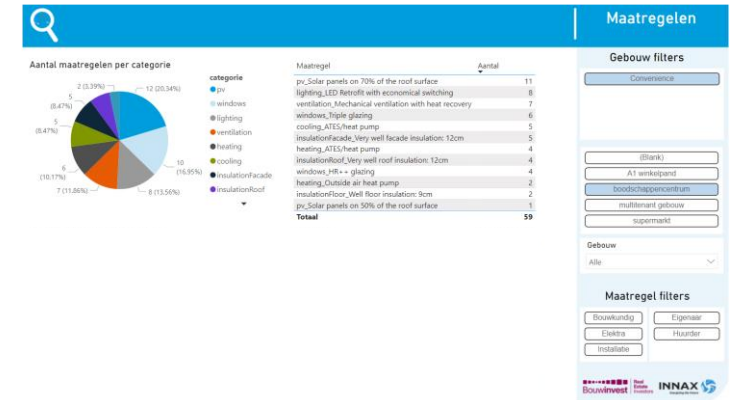 Maatregelen
Aantal maatregelen per categorie
2 (3,39%)
12 (20,34%)
5
(8.47%)
5
(8.47%)
6
(10.17%)
7 (11,86%)
8 (13.56%)
10
(16.95%)
categorie
pv
windows
lighting
ventilation
heating
cooling
insulationFacade
insulationRoof
Maatregel Aantal
pv_Solar panels on 70% of the roof surface 11
lighting_LED Retrofit with economical switching 8
ventilation_Mechanical ventilation with heat recovery 7
windows_Triple glazing 6
cooling_ATES/heat pump 5
insulationFacade_Very well facade insulation: 12cm 5
heating_ATES/heat pump 4
insulationRoof_Very well roof insulation: 12cm 4
windows_HR++ glazing 4
heating_Outside air heat pump 2
insulationFloor_Well floor insulation: 9cm 2
pv_Solar panels on 50% of the roof surface 1
Totaal 59
Gebouw filters
Convenience
(Blank)
A1 winkelpand
boodschappencentrum
multitenant gebouw
supermarkt
Gebouw
Alle
Maatregel filters
Bouwkundig Eigenaar
Elektra Huurder
Installatie
Bouwinvest
Real
Estate
Investors
INNAX